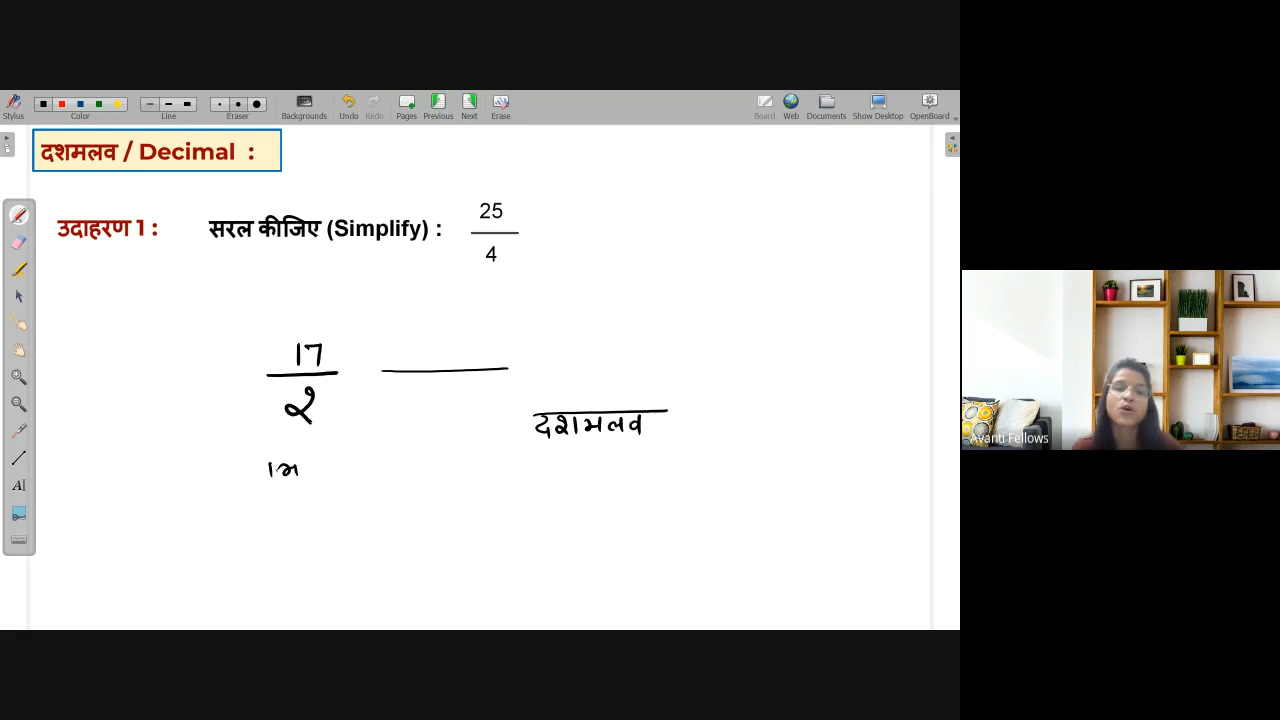 Stylus
Color
Line
Eraser
Backgrounds
Undo
Redo
Pages
Previous
Next
Erase
Board
Web
Documents
Show Desktop
OpenBoard
दशमलव / Decimal :
उदाहरण 1 :
सरल कीजिए (Simplify) :
25
4
17
२
दशमलव
Avanti Fellows